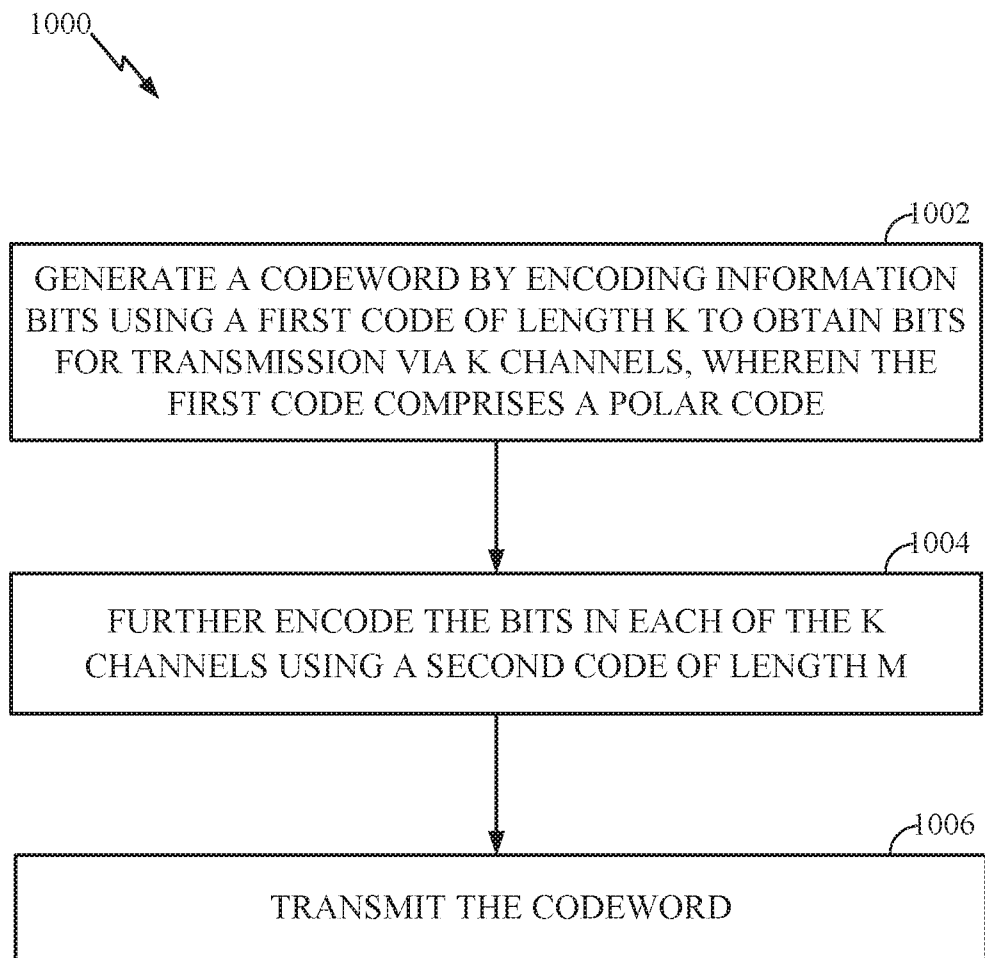 1000
1002
GENERATE A CODEWORD BY ENCODING INFORMATION
BITS USING A FIRST CODE OF LENGTH K TO OBTAIN BITS
FOR TRANSMISSION VIA K CHANNELS, WHEREIN THE
FIRST CODE COMPRISES A POLAR CODE
1004
FURTHER ENCODE THE BITS IN EACH OF THE K
CHANNELS USING A SECOND CODE OF LENGTH M
1006
TRANSMIT THE CODEWORD